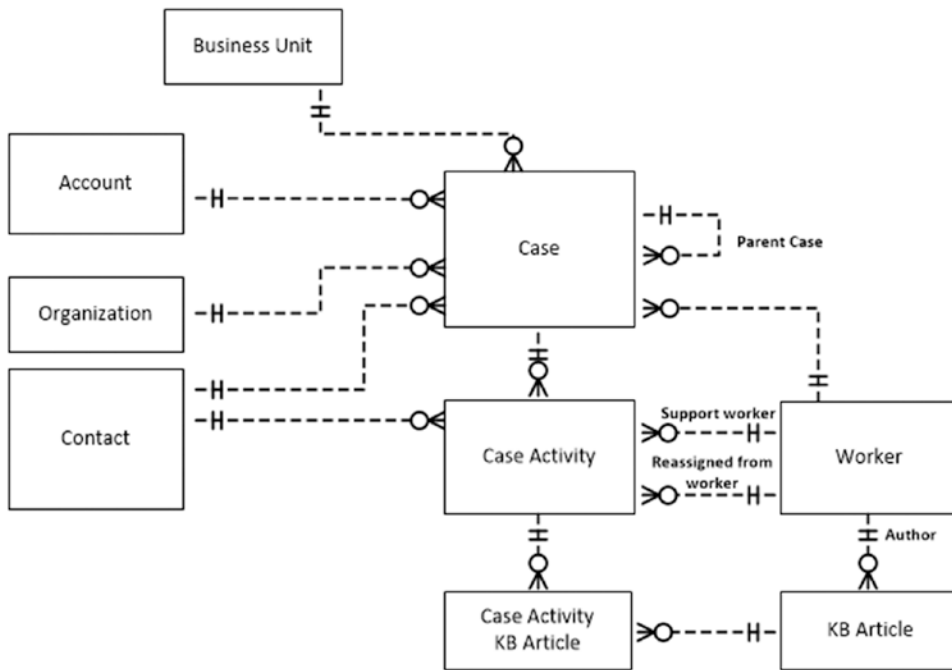 Business Unit
Account
Case
Parent Case
Organization
Contact
Case Activity
Support worker
Reassigned from
worker
Worker
Author
Case Activity
KB Article
KB Article